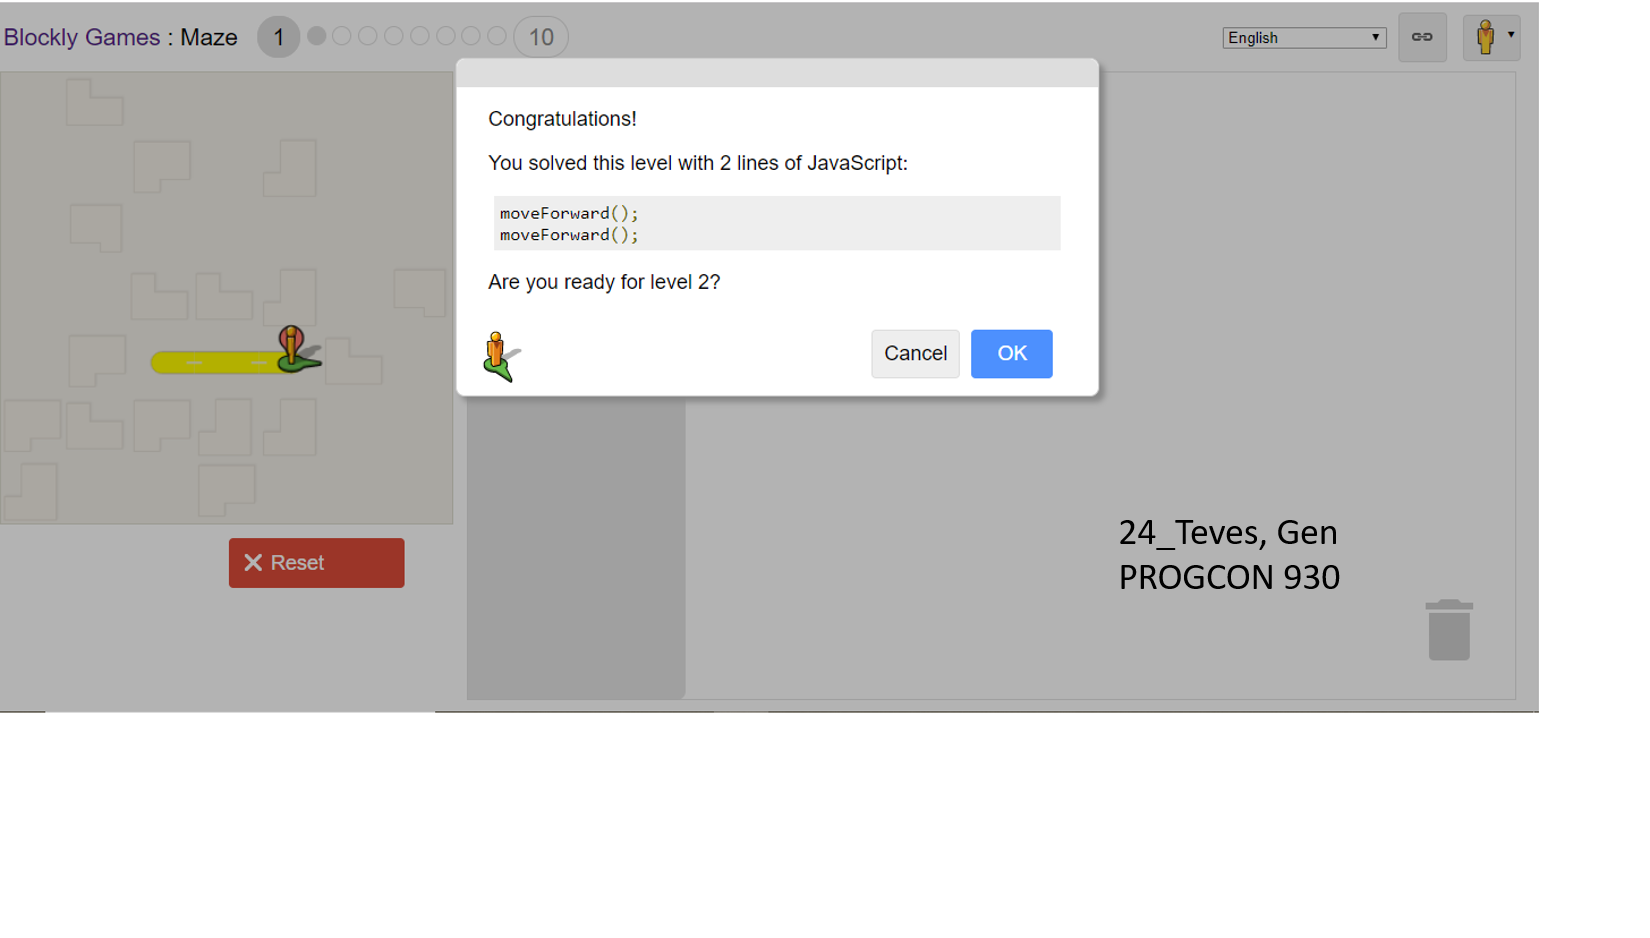 Blockly Games : Maze 1 10
English
Congratulations!
You solved this level with 2 lines of JavaScript:
moveForward();
moveForward();
Are you ready for level 2?
Cancel OK
Reset
24_Teves, Gen
PROGCON 930